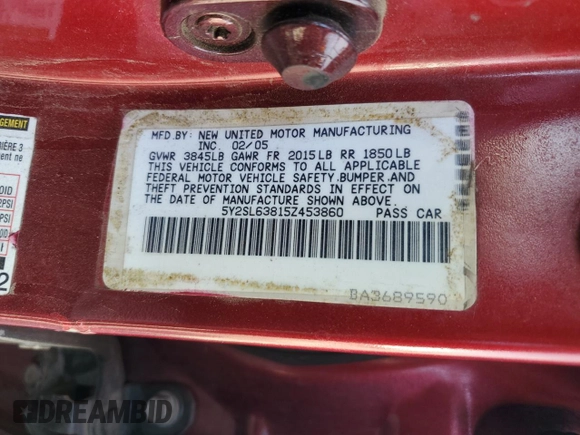 MFD.BY: NEW UNITED MOTOR MANUFACTURING
INC. 02/05
GVWR 3845LB GAWR FR 2015LB RR 1850LB
THIS VEHICLE CONFORMS TO ALL APPLICABLE
FEDERAL MOTOR VEHICLE SAFETY.BUMPER.AND
THEFT PREVENTION STANDARDS IN EFFECT ON
THE DATE OF MANUFACTURE SHOWN ABOVE.
5Y2SL63815Z453860 PASS CAR
BA3689590
DREAMBID